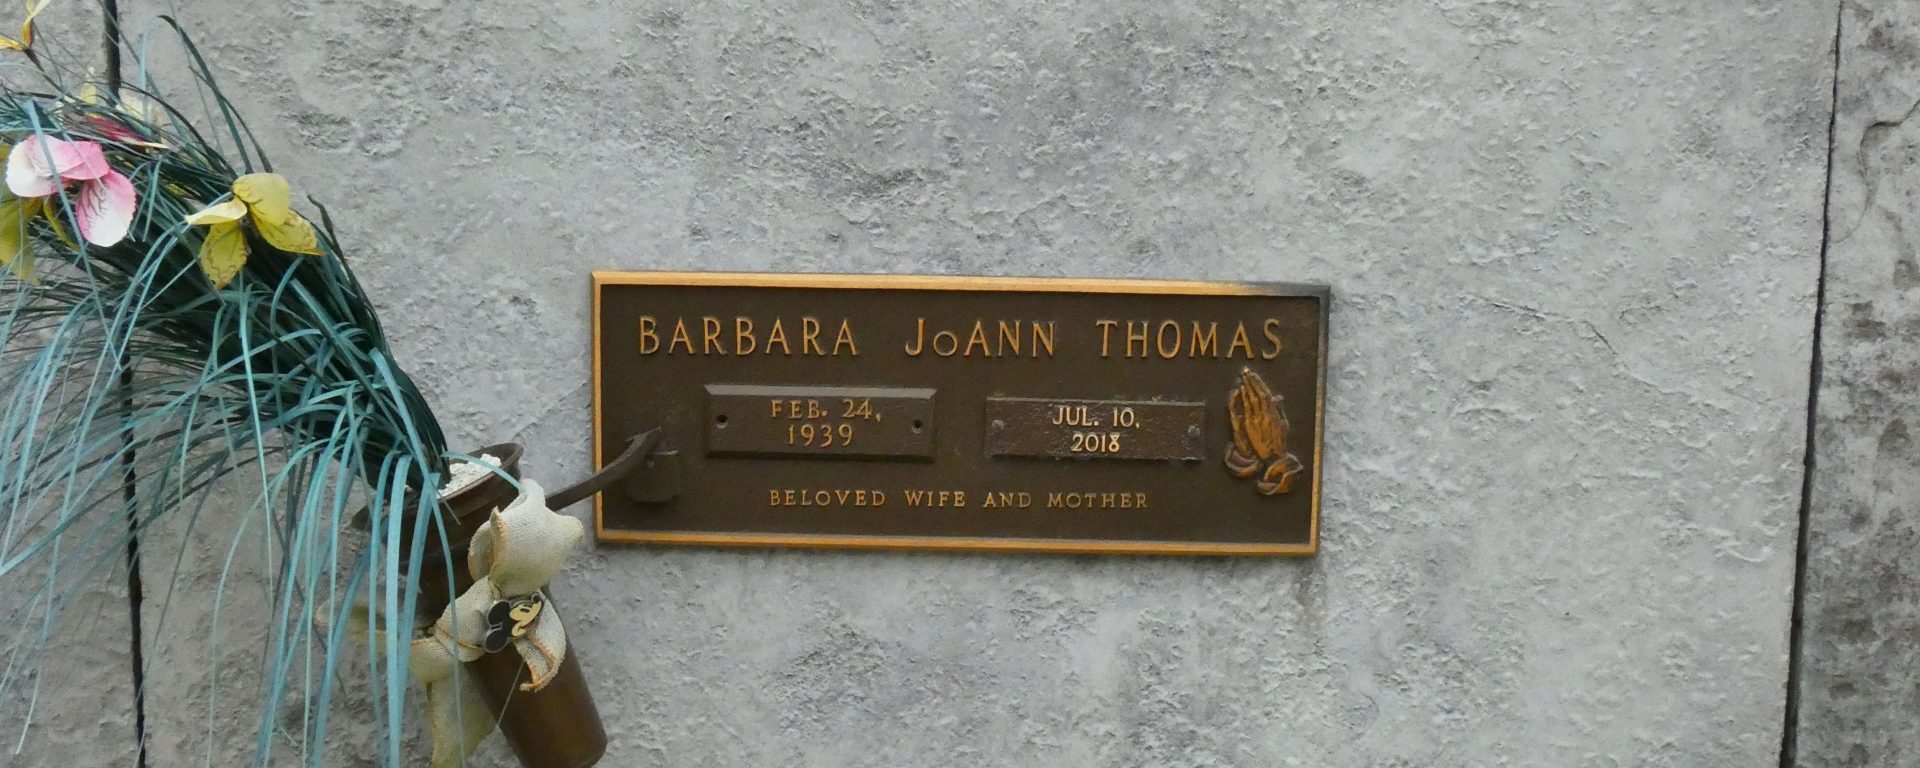 BARBARA JoANN THOMAS
FEB. 24,
1939
JUL. 10,
2018
BELOVED WIFE AND MOTHER